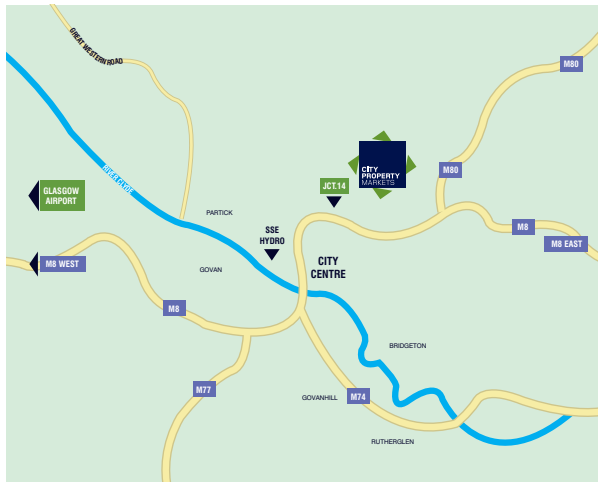 GREAT WESTERN ROAD
M80
RIVER CLYDE
CITY
PROPERTY
MARKETS
M80
GLASGOW
AIRPORT
JCT.14
PARTICK
SSE
HYDRO
M8
M8 EAST
M8 WEST
GOVAN
CITY
CENTRE
M8
BRIDGETON
M77
GOVANHILL
M74
RUTHERGLEN